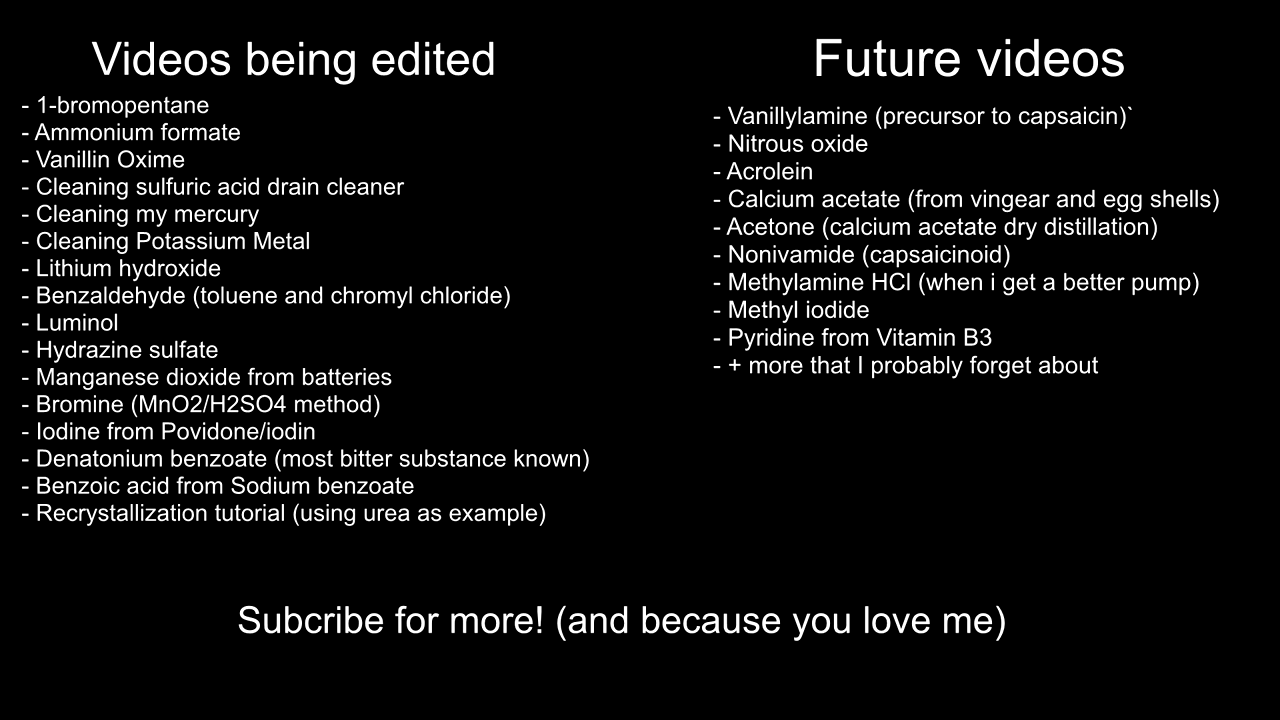 Videos being edited
- 1-bromopentane
- Ammonium formate
- Vanillin Oxime
- Cleaning sulfuric acid drain cleaner
- Cleaning my mercury
- Cleaning Potassium Metal
- Lithium hydroxide
- Benzaldehyde (toluene and chromyl chloride)
- Luminol
- Hydrazine sulfate
- Manganese dioxide from batteries
- Bromine (MnO2/H2SO4 method)
- Iodine from Povidone/iodin
- Denatonium benzoate (most bitter substance known)
- Benzoic acid from Sodium benzoate
- Recrystallization tutorial (using urea as example)
Future videos
- Vanillylamine (precursor to capsaicin)`
- Nitrous oxide
- Acrolein
- Calcium acetate (from vingear and egg shells)
- Acetone (calcium acetate dry distillation)
- Nonivamide (capsaicinoid)
- Methylamine HCl (when i get a better pump)
- Methyl iodide
- Pyridine from Vitamin B3
- + more that I probably forget about
Subcribe for more! (and because you love me)